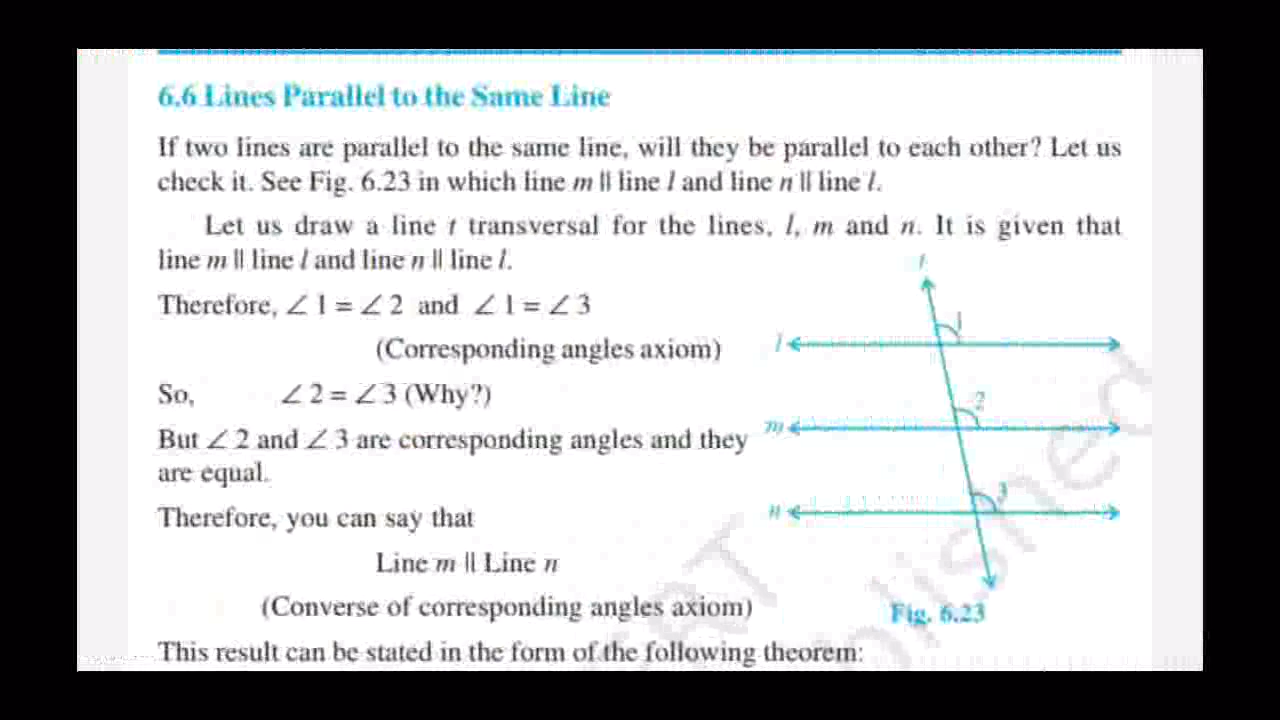 6.6 Lines Parallel to the Same Line
If two lines are parallel to the same line, will they be parallel to each other? Let us
check it. See Fig. 6.23 in which line m || line l and line n || line l.
Let us draw a line t transversal for the lines, l, m and n. It is given that
line m || line l and line n || line l.
Therefore, ∠ 1 = ∠ 2 and ∠ 1 = ∠ 3
(Corresponding angles axiom)
So, ∠ 2 = ∠ 3 (Why?)
But ∠ 2 and ∠ 3 are corresponding angles and they
are equal.
Therefore, you can say that
Line m || Line n
(Converse of corresponding angles axiom)
t
1
l
2
m
3
n
Fig. 6.23
This result can be stated in the form of the following theorem: